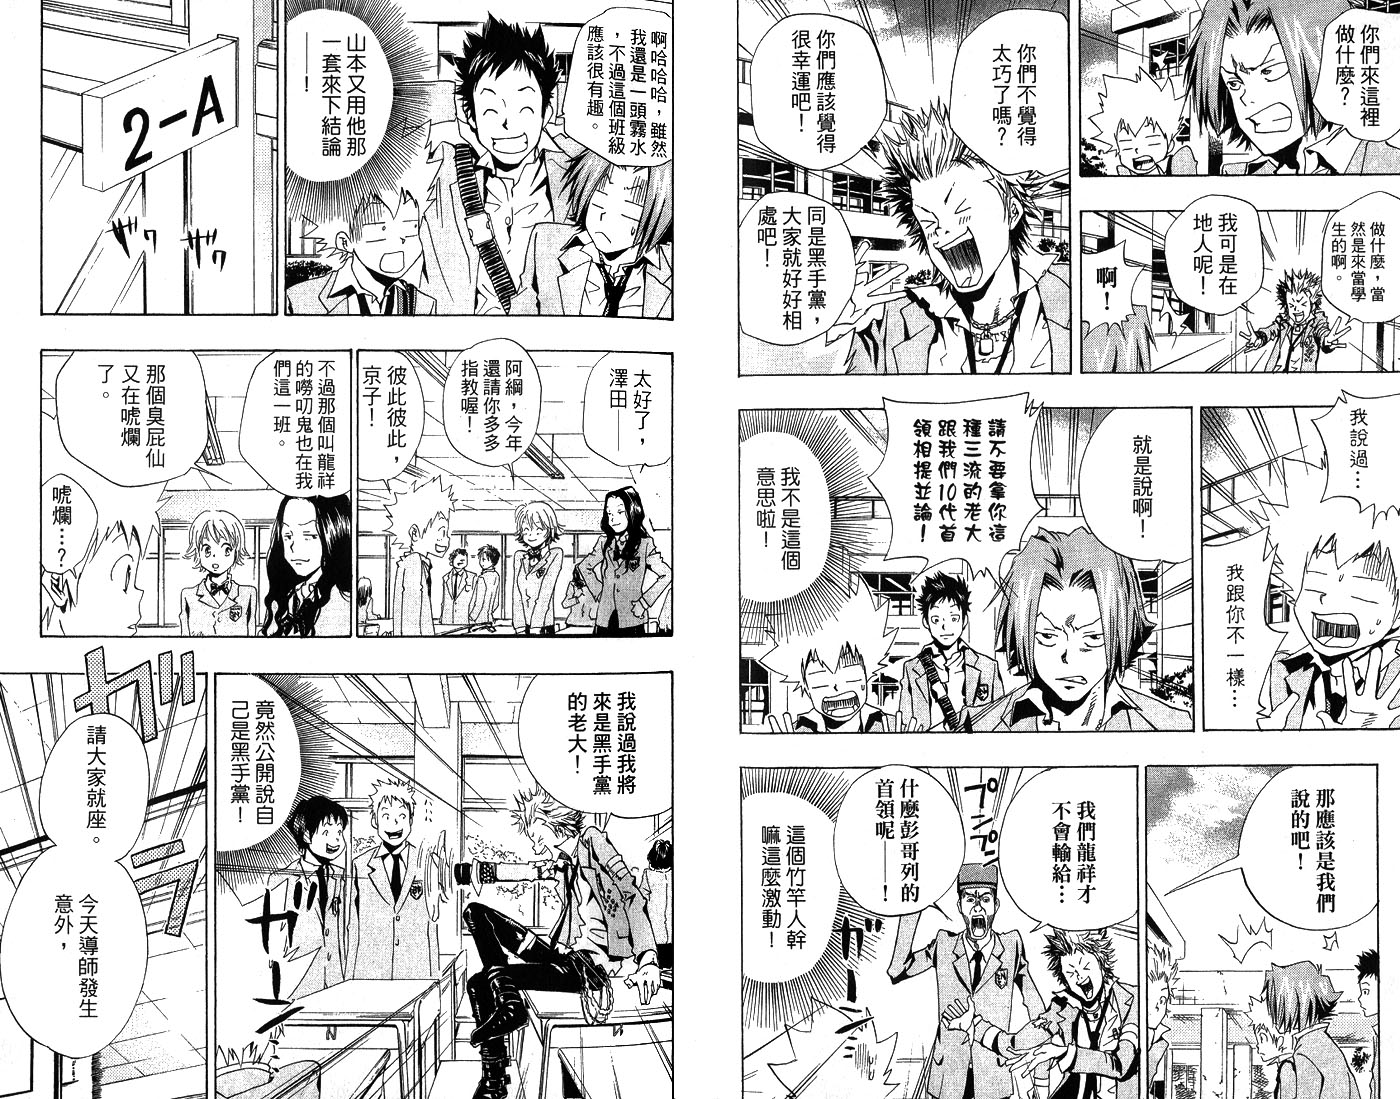 你們來這裡
做什麼？
做什麼，當
然是來當學
生的啊。
我可是在
地人呢！
啊！
你們不覺得
太巧了嗎？
你們應該覺得
很幸運吧！
同是黑手黨，
大家就好好相
處吧！
我說過…
我跟你不一樣…
就是說啊！
請不要拿你這
種三流的老大
跟我們10代首
領相提並論！
我不是這個
意思啦！
那應該是我們
說的吧！
我們龍祥才
不會輸給…
什麼彭哥列的
首領呢——！
プンプン
這個竹竿人幹
嘛這麼激動！
啊哈哈哈，雖然
我還是一頭霧水
，不過這個班級
應該很有趣。
山本又用他那
一套來下結論
——！
2-A
ザワ
ザワ
太好了，
澤田——
阿綱，今年
還請你多多
指教喔！
彼此彼此，
京子！
不過那個叫龍祥
的嘮叨鬼也在我
們這一班。
那個臭屁仙
又在唬爛
了。
唬爛…？
我說過我將
來是黑手黨
的老大！
竟然公開說自
己是黑手黨！
ガーン
ガラッ
請大家就座。
今天導師發生
意外，